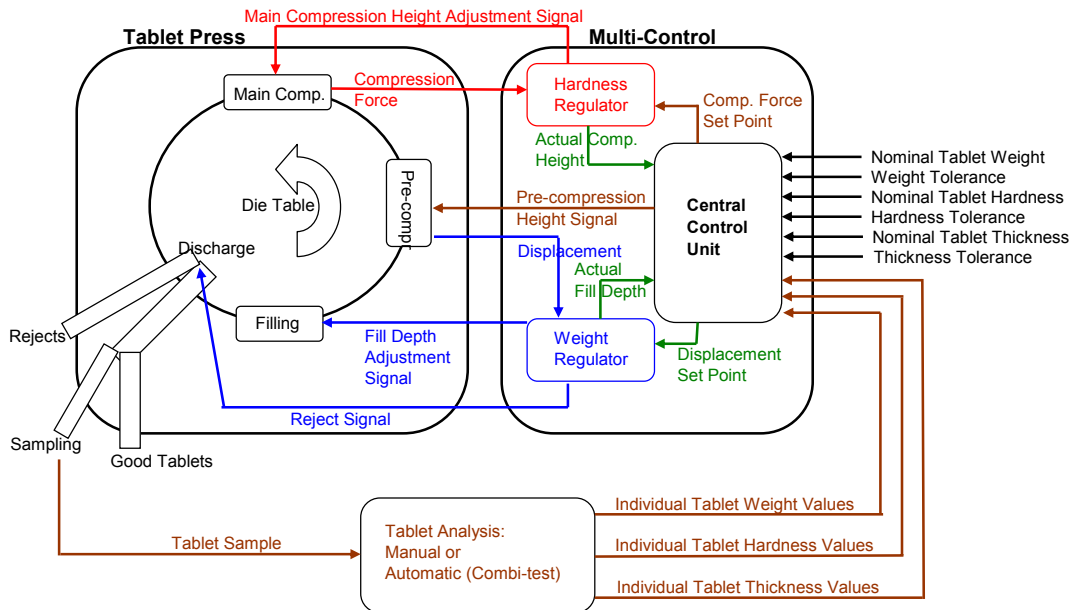 Main Compression Height Adjustment Signal
Tablet Press
Multi-Control
Main Comp.
Compression
Force
Hardness
Regulator
Comp. Force
Set Point
Actual Comp.
Height
Nominal Tablet Weight
Weight Tolerance
Nominal Tablet Hardness
Hardness Tolerance
Nominal Tablet Thickness
Thickness Tolerance
Die Table
Pre-compr
Pre-compression
Height Signal
Central
Control
Unit
Discharge
Displacement
Actual
Fill Depth
Rejects
Filling
Fill Depth
Adjustment
Signal
Weight
Regulator
Displacement
Set Point
Reject Signal
Sampling
Good Tablets
Tablet Sample
Tablet Analysis:
Manual or
Automatic (Combi-test)
Individual Tablet Weight Values
Individual Tablet Hardness Values
Individual Tablet Thickness Values